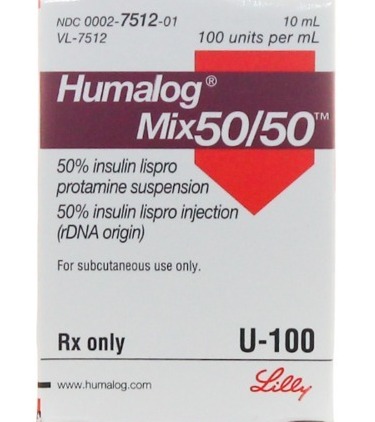 NDC 0002-7512-01
10 mL
VL-7512
100 units per mL
Humalog®
Mix50/50™
50% insulin lispro
protamine suspension
50% insulin lispro injection
(rDNA origin)
For subcutaneous use only.
Rx only
U-100
www.humalog.com
Lilly